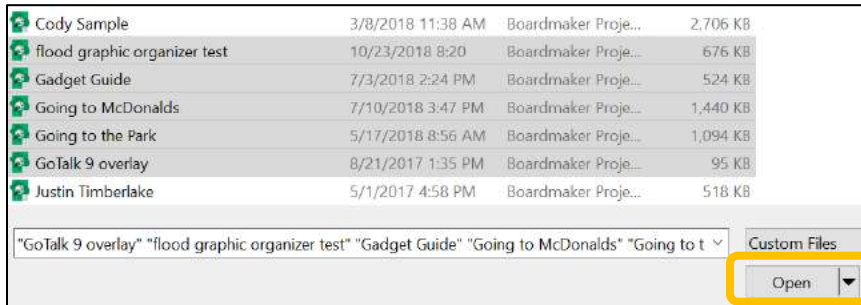 Cody Sample 3/8/2018 11:38 AM Boardmaker Proje... 2,706 KB
flood graphic organizer test 10/23/2018 8:20 Boardmaker Proje... 676 KB
Gadget Guide 7/3/2018 2:24 PM Boardmaker Proje... 524 KB
Going to McDonalds 7/10/2018 3:47 PM Boardmaker Proje... 1,440 KB
Going to the Park 5/17/2018 8:56 AM Boardmaker Proje... 1,094 KB
GoTalk 9 overlay 8/21/2017 1:35 PM Boardmaker Proje... 95 KB
Justin Timberlake 5/1/2017 4:58 PM Boardmaker Proje... 518 KB
"GoTalk 9 overlay" "flood graphic organizer test" "Gadget Guide" "Going to McDonalds" "Going to t Custom Files
Open